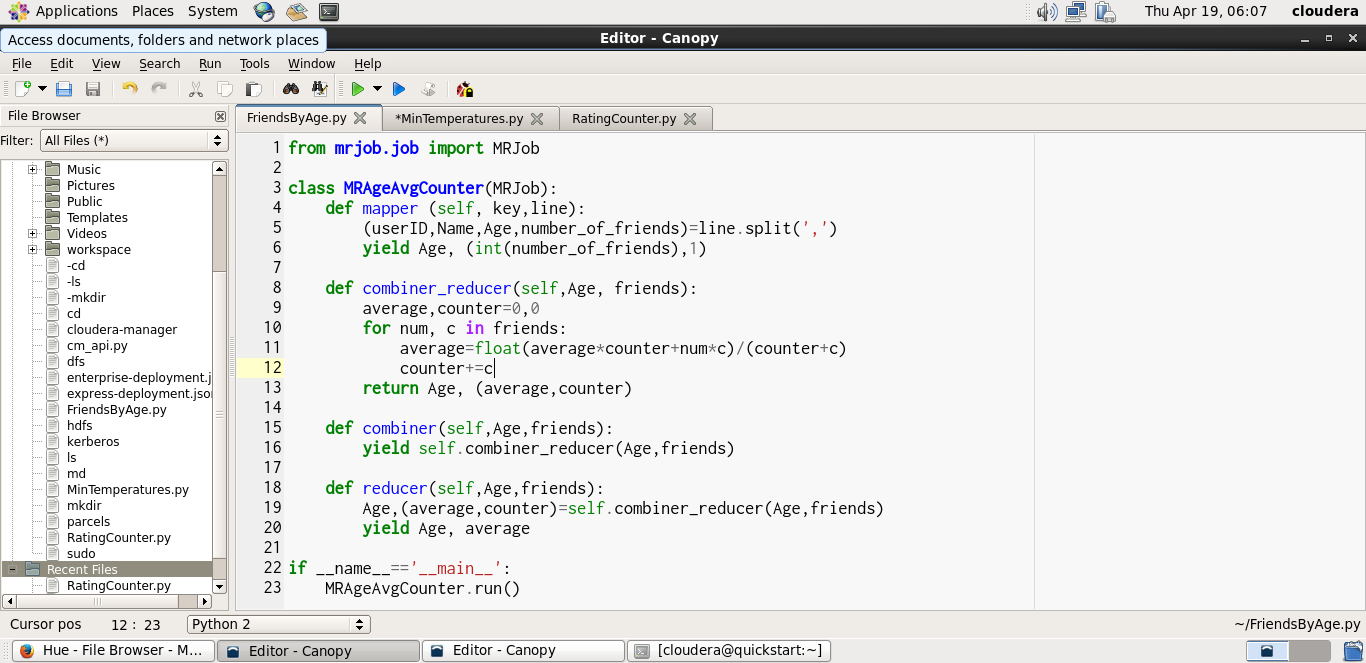 Applications Places System Thu Apr 19, 06:07 cloudera
Access documents, folders and network places
Editor - Canopy
File Edit View Search Run Tools Window Help
File Browser
Filter: All Files (*)
Music
Pictures
Public
Templates
Videos
workspace
-cd
-ls
-mkdir
cd
cloudera-manager
cm_api.py
dfs
enterprise-deployment.j
express-deployment.jso
FriendsByAge.py
hdfs
kerberos
ls
md
MinTemperatures.py
mkdir
parcels
RatingCounter.py
sudo
Recent Files
RatingCounter.py
FriendsByAge.py *MinTemperatures.py RatingCounter.py
1 from mrjob.job import MRJob
2
3 class MRAgeAvgCounter(MRJob):
4     def mapper (self, key,line):
5         (userID,Name,Age,number_of_friends)=line.split(',')
6         yield Age, (int(number_of_friends),1)
7
8     def combiner_reducer(self,Age, friends):
9         average,counter=0,0
10         for num, c in friends:
11             average=float(average*counter+num*c)/(counter+c)
12             counter+=c
13         return Age, (average,counter)
14
15     def combiner(self,Age,friends):
16         yield self.combiner_reducer(Age,friends)
17
18     def reducer(self,Age,friends):
19         Age,(average,counter)=self.combiner_reducer(Age,friends)
20         yield Age, average
21
22 if __name__=='__main__':
23     MRAgeAvgCounter.run()
Cursor pos 12 : 23 Python 2 ~/FriendsByAge.py
Hue - File Browser - M... Editor - Canopy Editor - Canopy [cloudera@quickstart:~]